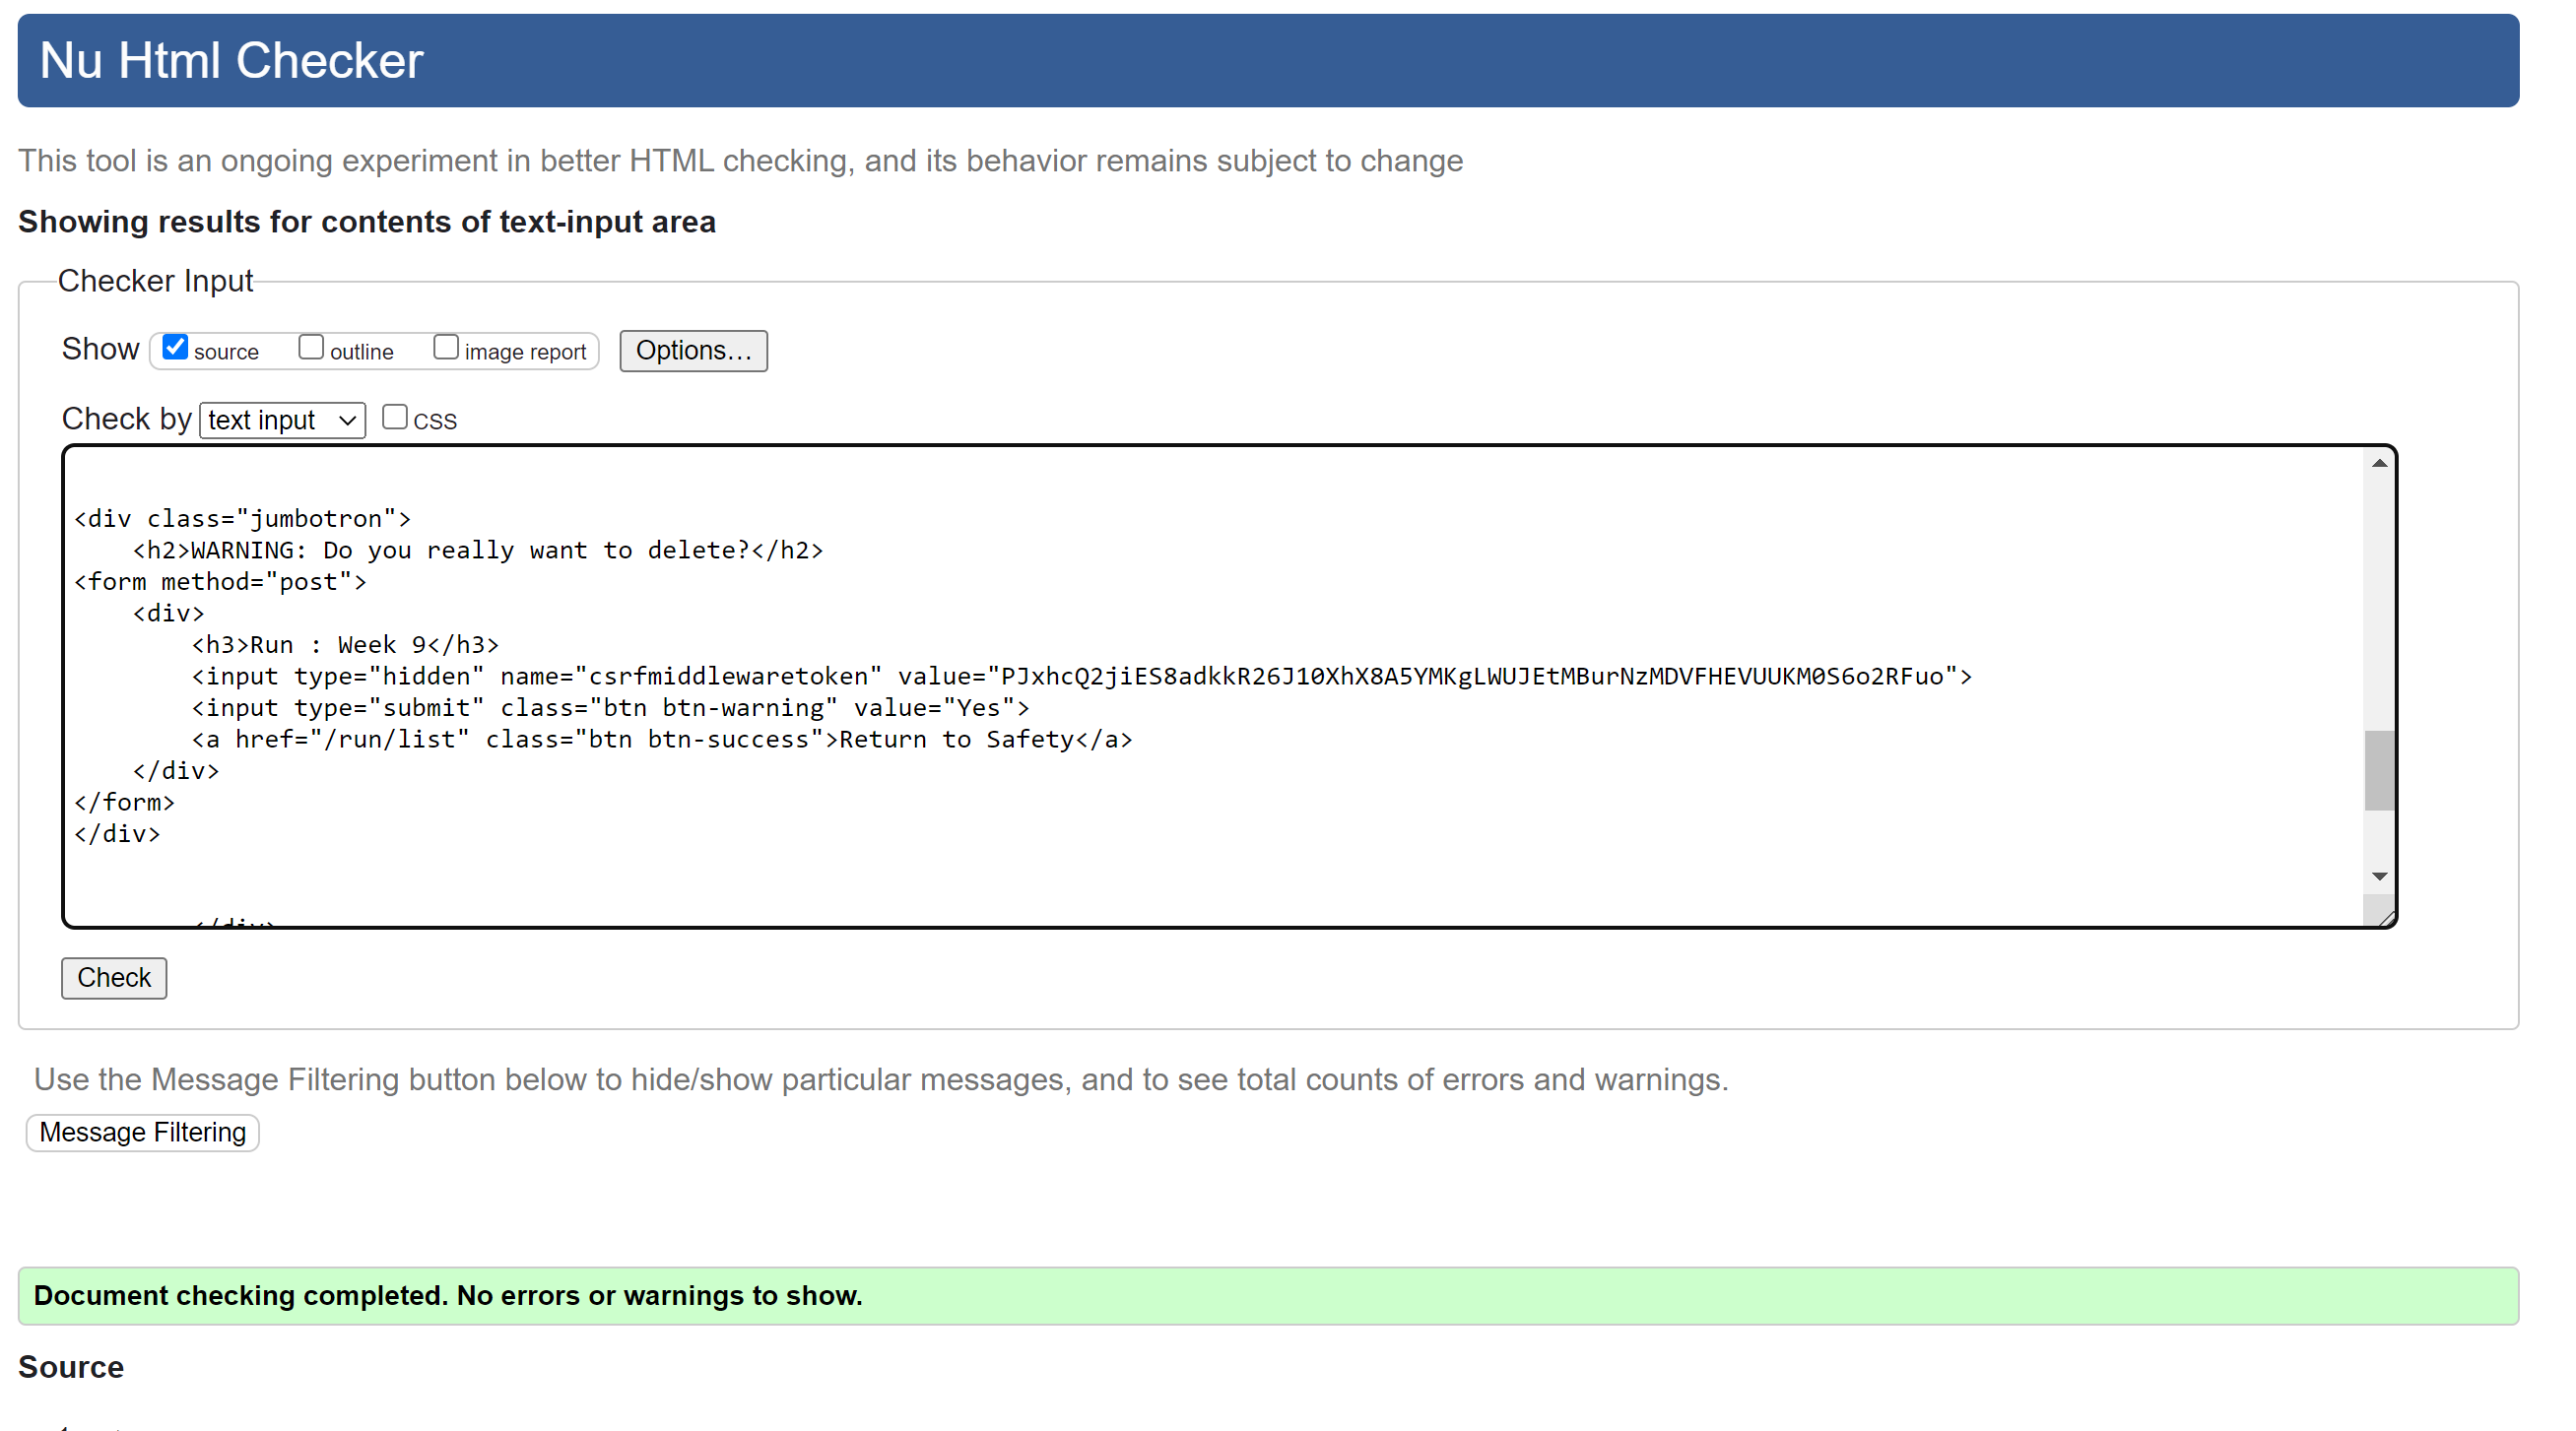 Nu Html Checker
This tool is an ongoing experiment in better HTML checking, and its behavior remains subject to change
Showing results for contents of text-input area
Checker Input
Show source outline image report Options…
Check by text input CSS
<div class="jumbotron">
<h2>WARNING: Do you really want to delete?</h2>
<form method="post">
<div>
<h3>Run : Week 9</h3>
<input type="hidden" name="csrfmiddlewaretoken" value="PJxhcQ2jiES8adkkR26J10XhX8A5YMKgLWUJEtMBurNzMDVFHEVUUKM0S6o2RFuo">
<input type="submit" class="btn btn-warning" value="Yes">
<a href="/run/list" class="btn btn-success">Return to Safety</a>
</div>
</form>
</div>
</div>
Check
Use the Message Filtering button below to hide/show particular messages, and to see total counts of errors and warnings.
Message Filtering
Document checking completed. No errors or warnings to show.
Source